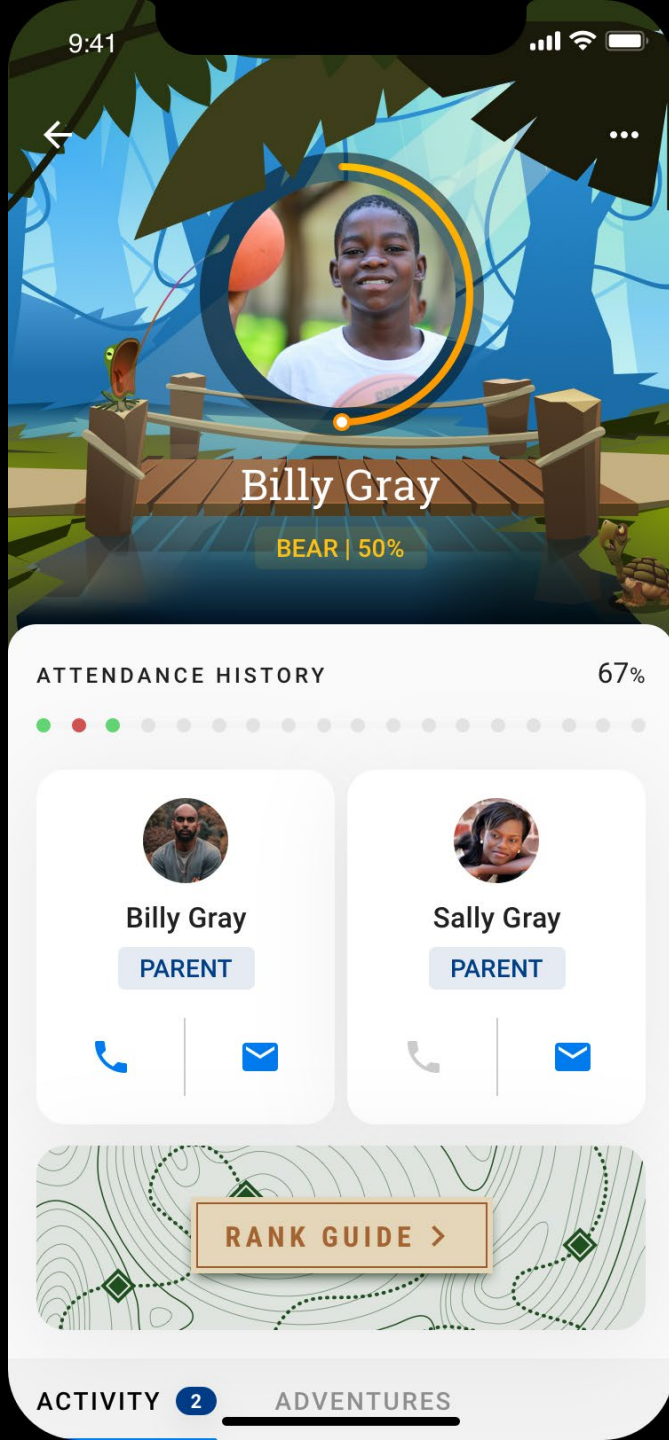 9:41
Billy Gray
BEAR | 50%
ATTENDANCE HISTORY 67%
Billy Gray Sally Gray
PARENT PARENT
RANK GUIDE >
ACTIVITY 2 ADVENTURES